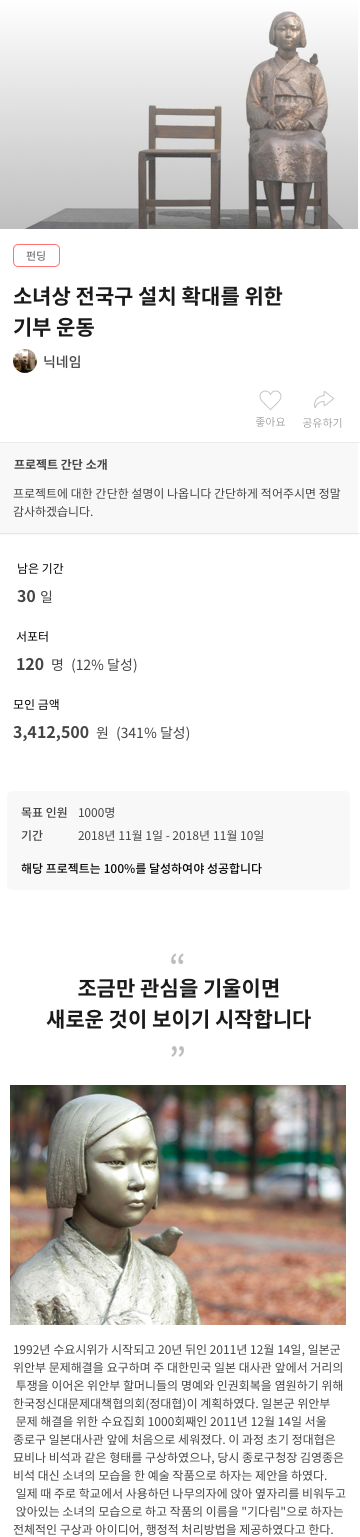 펀딩
소녀상 전국구 설치 확대를 위한
기부 운동
닉네임
좋아요 공유하기
프로젝트 간단 소개
프로젝트에 대한 간단한 설명이 나옵니다 간단하게 적어주시면 정말
감사하겠습니다.
남은 기간
30 일
서포터
120 명 (12% 달성)
모인 금액
3,412,500 원 (341% 달성)
목표 인원 1000명
기간 2018년 11월 1일 - 2018년 11월 10일
해당 프로젝트는 100%를 달성하여야 성공합니다
“
조금만 관심을 기울이면
새로운 것이 보이기 시작합니다
”
1992년 수요시위가 시작되고 20년 뒤인 2011년 12월 14일, 일본군
위안부 문제해결을 요구하며 주 대한민국 일본 대사관 앞에서 거리의
투쟁을 이어온 위안부 할머니들의 명예와 인권회복을 염원하기 위해
한국정신대문제대책협의회(정대협)이 계획하였다. 일본군 위안부
문제 해결을 위한 수요집회 1000회째인 2011년 12월 14일 서울
종로구 일본대사관 앞에 처음으로 세워졌다. 이 과정 초기 정대협은
묘비나 비석과 같은 형태를 구상하였으나, 당시 종로구청장 김영종은
비석 대신 소녀의 모습을 한 예술 작품으로 하자는 제안을 하였다.
일제 때 주로 학교에서 사용하던 나무의자에 앉아 옆자리를 비워두고
앉아있는 소녀의 모습으로 하고 작품의 이름을 "기다림"으로 하자는
전체적인 구상과 아이디어, 행정적 처리방법을 제공하였다고 한다.